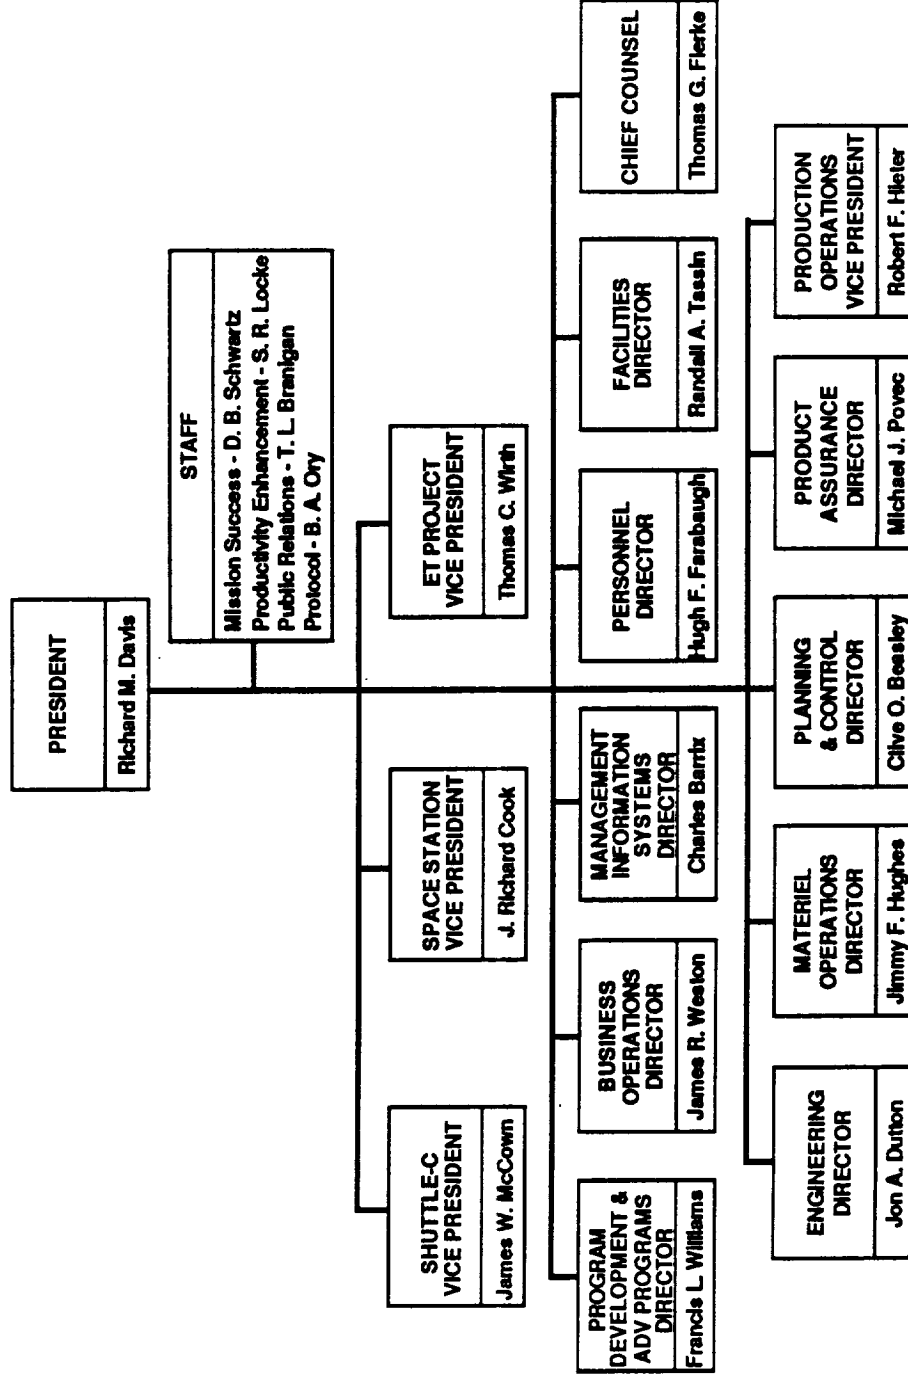 PRESIDENT
Richard M. Davis
STAFF
Mission Success - D. B. Schwartz
Productivity Enhancement - S. R. Locke
Public Relations - T. L. Branigan
Protocol - B. A. Ory
SHUTTLE-C
VICE PRESIDENT
James W. McCown
SPACE STATION
VICE PRESIDENT
J. Richard Cook
ET PROJECT
VICE PRESIDENT
Thomas C. Wirth
PROGRAM
DEVELOPMENT &
ADV PROGRAMS
DIRECTOR
Francis L. Williams
BUSINESS
OPERATIONS
DIRECTOR
James R. Weston
MANAGEMENT
INFORMATION
SYSTEMS
DIRECTOR
Charles Barrix
PERSONNEL
DIRECTOR
Hugh F. Farabaugh
FACILITIES
DIRECTOR
Randall A. Tassin
CHIEF COUNSEL
Thomas G. Fierke
ENGINEERING
DIRECTOR
Jon A. Dutton
MATERIEL
OPERATIONS
DIRECTOR
Jimmy F. Hughes
PLANNING
& CONTROL
DIRECTOR
Clive O. Beasley
PRODUCT
ASSURANCE
DIRECTOR
Michael J. Povec
PRODUCTION
OPERATIONS
VICE PRESIDENT
Robert F. Hieter